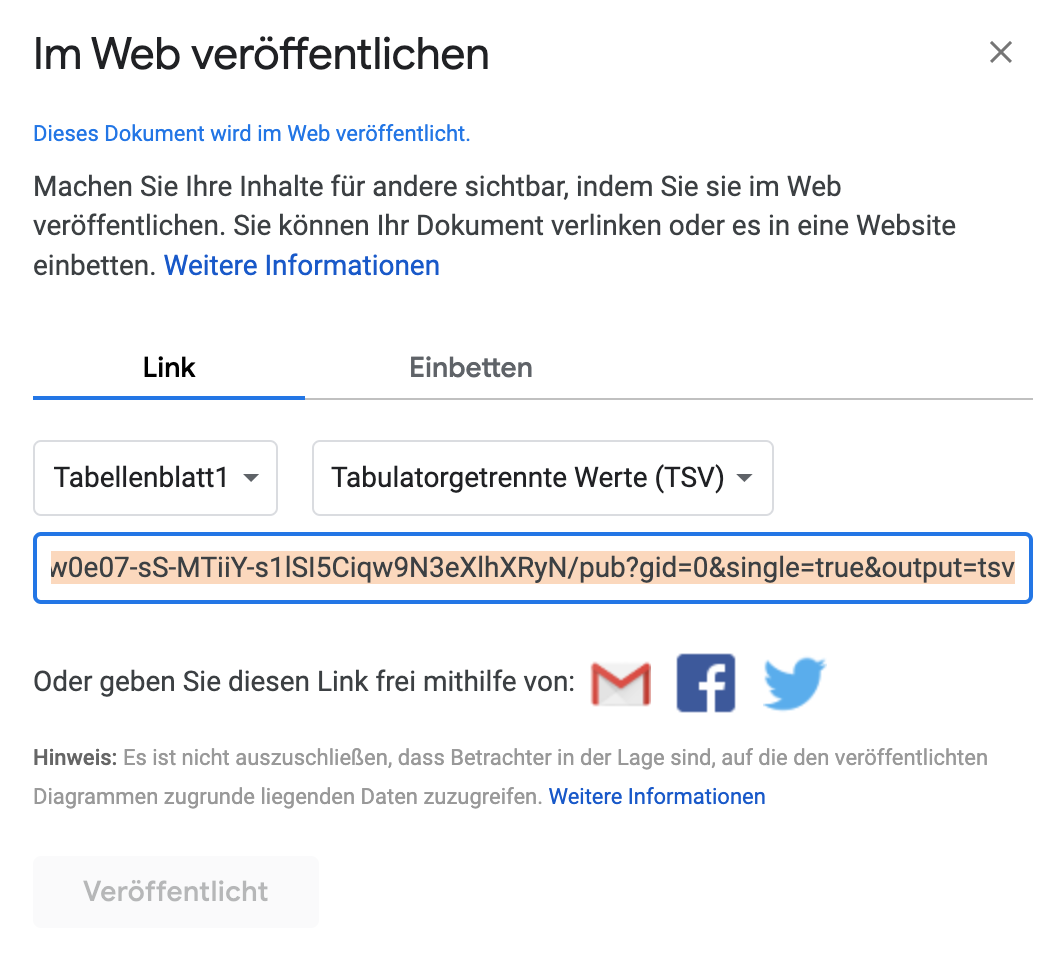 Im Web veröffentlichen
Dieses Dokument wird im Web veröffentlicht.
Machen Sie Ihre Inhalte für andere sichtbar, indem Sie sie im Web
veröffentlichen. Sie können Ihr Dokument verlinken oder es in eine Website
einbetten. Weitere Informationen
Link
Einbetten
Tabellenblatt1
Tabulatorgetrennte Werte (TSV)
w0e07-sS-MTiiY-s1lSI5Ciqw9N3eXlhXRyN/pub?gid=0&single=true&output=tsv
Oder geben Sie diesen Link frei mithilfe von:
Hinweis: Es ist nicht auszuschließen, dass Betrachter in der Lage sind, auf die den veröffentlichten
Diagrammen zugrunde liegenden Daten zuzugreifen. Weitere Informationen
Veröffentlicht